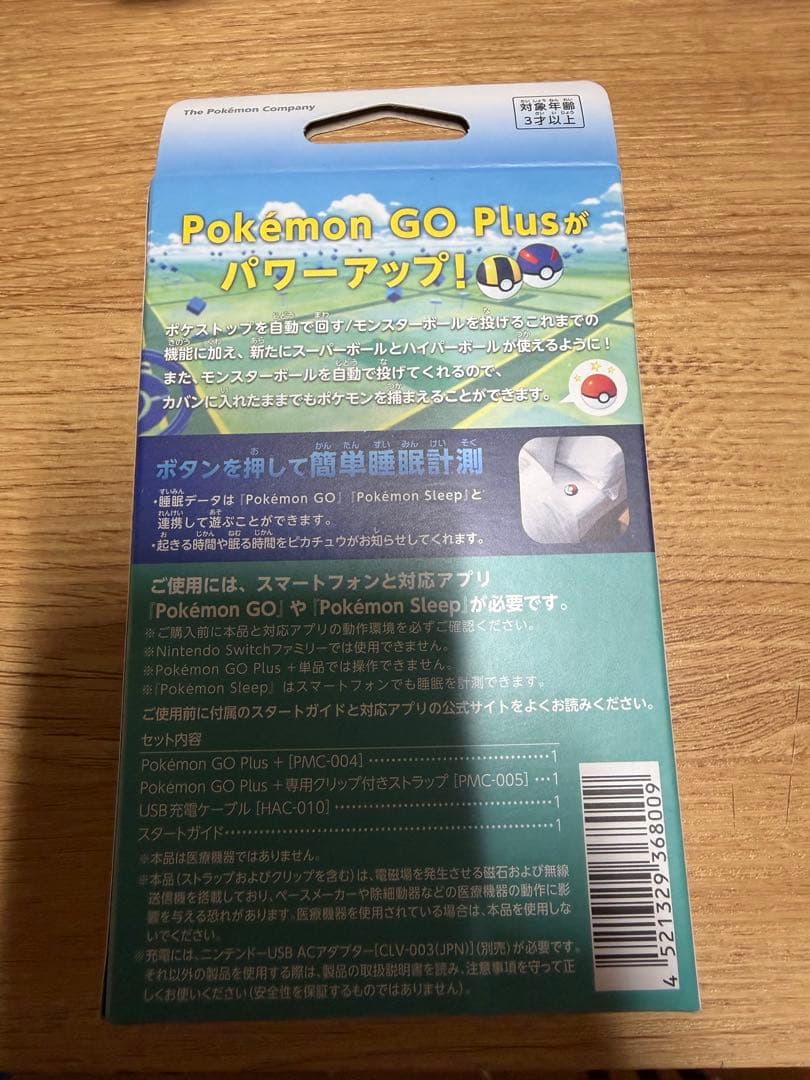 The Pokémon Company
対象年齢
3才以上
Pokémon GO Plusが
パワーアップ!
ポケストップを自動で回す/モンスターボールを投げるこれまでの
機能に加え、新たにスーパーボールとハイパーボールが使えるように!
また、モンスターボールを自動で投げてくれるので、
カバンに入れたままでもポケモンを捕まえることができます。
ボタンを押して簡単睡眠計測
・睡眠データは『Pokémon GO』『Pokémon Sleep』と
連携して遊ぶことができます。
・起きる時間や眠る時間をピカチュウがお知らせしてくれます。
ご使用には、スマートフォンと対応アプリ
『Pokémon GO』や『Pokémon Sleep』が必要です。
※ご購入前に本品と対応アプリの動作環境を必ずご確認ください。
※Nintendo Switchファミリーでは使用できません。
※Pokémon GO Plus +単品では操作できません。
※『Pokémon Sleep』はスマートフォンでも睡眠を計測できます。
ご使用前に付属のスタートガイドと対応アプリの公式サイトをよくお読みください。
セット内容
Pokémon GO Plus + [PMC-004] ……………………………1
Pokémon GO Plus +専用クリップ付きストラップ [PMC-005] …1
USB充電ケーブル [HAC-010] ……………………………1
スタートガイド……………………………………………1
※本品は医療機器ではありません。
※本品(ストラップおよびクリップを含む)は、電磁場を発生させる磁石および無線
送信機を搭載しており、ペースメーカーや除細動器などの医療機器の動作に影
響を与える恐れがあります。医療機器を使用されている場合は、本品を使用しな
いでください。
※充電には、ニンテンドーUSB ACアダプター[CLV-003(JPN)](別売)が必要です。
それ以外の製品を使用する際は、製品の取扱説明書を読み、注意事項を守って正
しくお使いください(安全性を保証するものではありません)。
4 521329 368009